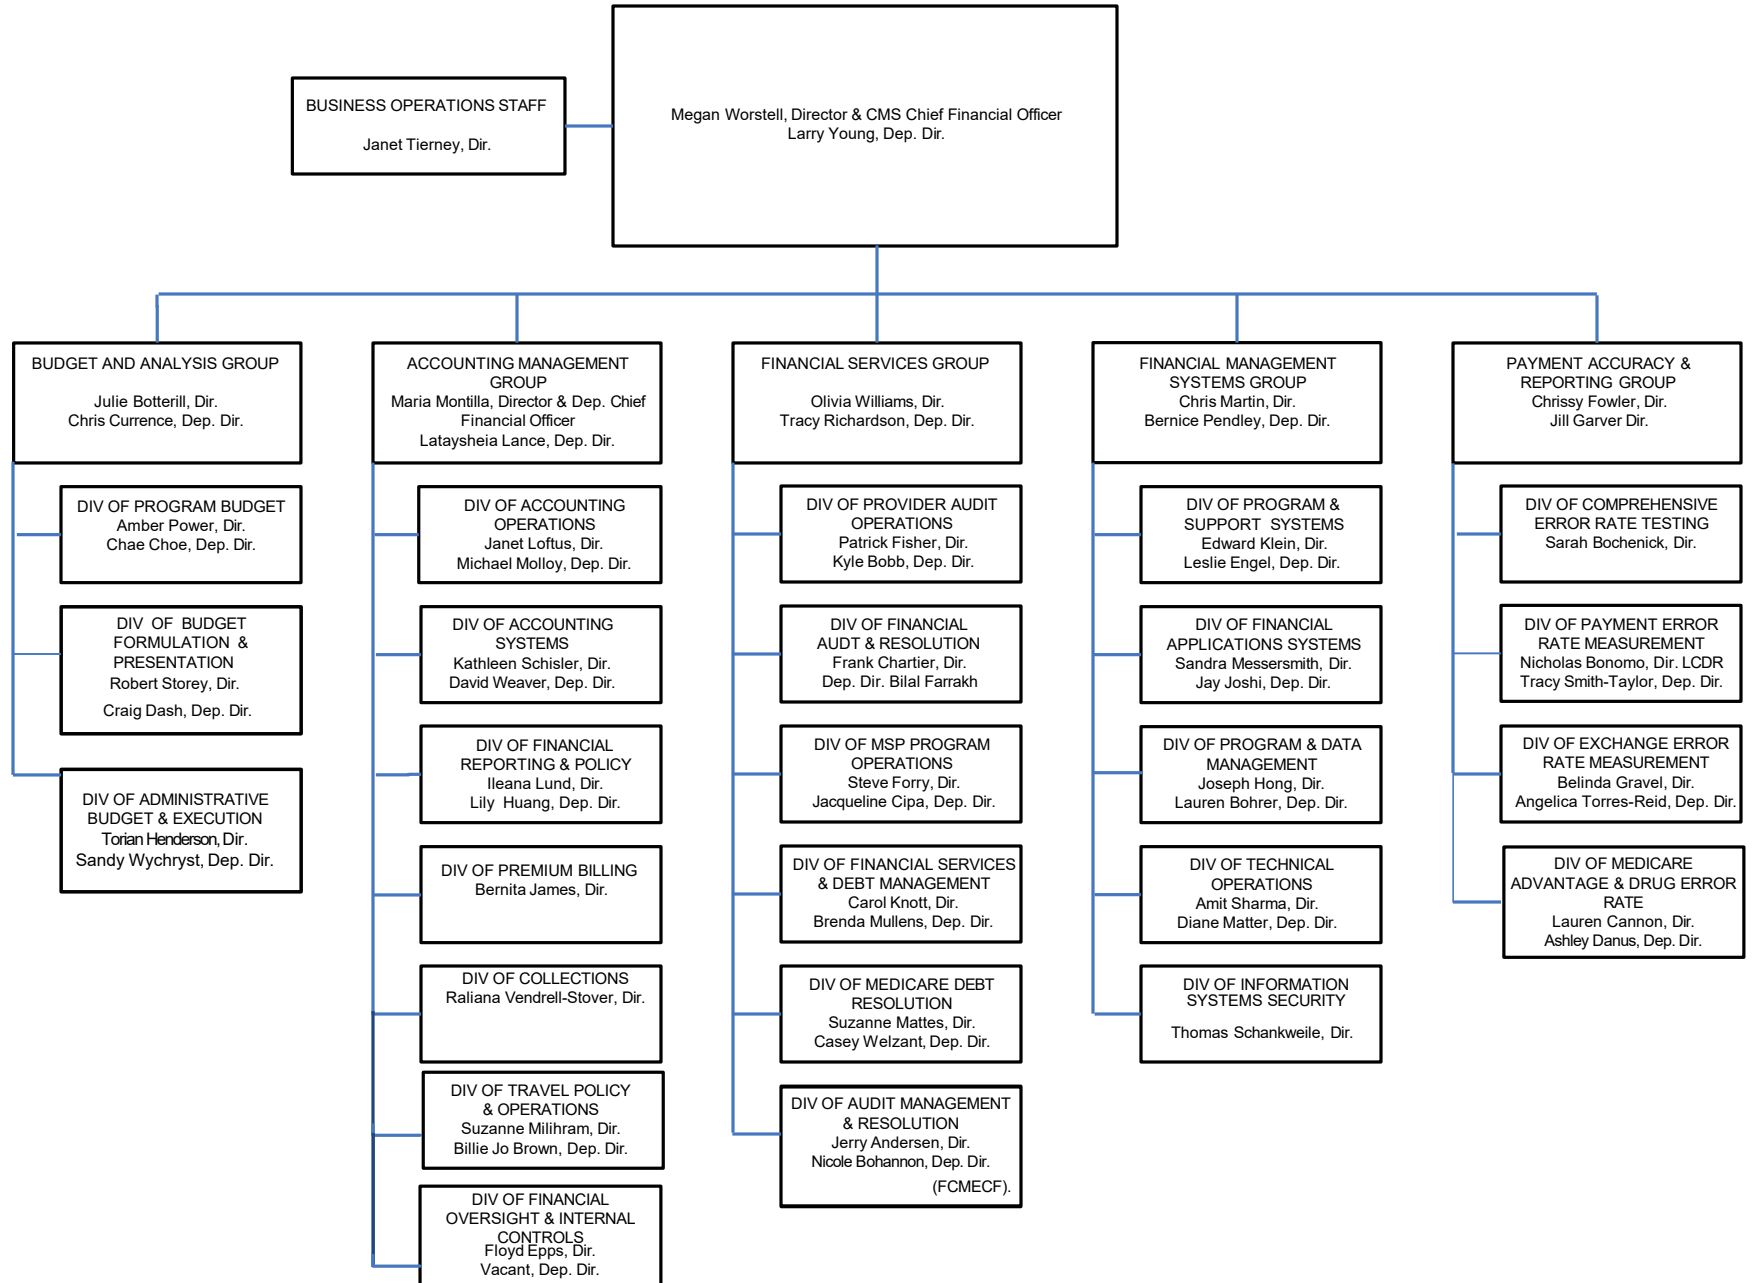 BUSINESS OPERATIONS STAFF
Janet Tierney, Dir.
Megan Worstell, Director & CMS Chief Financial Officer
Larry Young, Dep. Dir.
BUDGET AND ANALYSIS GROUP
Julie Botterill, Dir.
Chris Currence, Dep. Dir.
DIV OF PROGRAM BUDGET
Amber Power, Dir.
Chae Choe, Dep. Dir.
DIV OF BUDGET
FORMULATION &
PRESENTATION
Robert Storey, Dir.
Craig Dash, Dep. Dir.
DIV OF ADMINISTRATIVE
BUDGET & EXECUTION
Torian Henderson, Dir.
Sandy Wychryst, Dep. Dir.
ACCOUNTING MANAGEMENT
GROUP
Maria Montilla, Director & Dep. Chief
Financial Officer
Lataysheia Lance, Dep. Dir.
DIV OF ACCOUNTING
OPERATIONS
Janet Loftus, Dir.
Michael Molloy, Dep. Dir.
DIV OF ACCOUNTING
SYSTEMS
Kathleen Schisler, Dir.
David Weaver, Dep. Dir.
DIV OF FINANCIAL
REPORTING & POLICY
Ileana Lund, Dir.
Lily Huang, Dep. Dir.
DIV OF PREMIUM BILLING
Bernita James, Dir.
DIV OF COLLECTIONS
Raliana Vendrell-Stover, Dir.
DIV OF TRAVEL POLICY
& OPERATIONS
Suzanne Milihram, Dir.
Billie Jo Brown, Dep. Dir.
DIV OF FINANCIAL
OVERSIGHT & INTERNAL
CONTROLS
Floyd Epps, Dir.
Vacant, Dep. Dir.
FINANCIAL SERVICES GROUP
Olivia Williams, Dir.
Tracy Richardson, Dep. Dir.
DIV OF PROVIDER AUDIT
OPERATIONS
Patrick Fisher, Dir.
Kyle Bobb, Dep. Dir.
DIV OF FINANCIAL
AUDT & RESOLUTION
Frank Chartier, Dir.
Dep. Dir. Bilal Farrakh
DIV OF MSP PROGRAM
OPERATIONS
Steve Forry, Dir.
Jacqueline Cipa, Dep. Dir.
DIV OF FINANCIAL SERVICES
& DEBT MANAGEMENT
Carol Knott, Dir.
Brenda Mullens, Dep. Dir.
DIV OF MEDICARE DEBT
RESOLUTION
Suzanne Mattes, Dir.
Casey Welzant, Dep. Dir.
DIV OF AUDIT MANAGEMENT
& RESOLUTION
Jerry Andersen, Dir.
Nicole Bohannon, Dep. Dir.
(FCMECF).
FINANCIAL MANAGEMENT
SYSTEMS GROUP
Chris Martin, Dir.
Bernice Pendley, Dep. Dir.
DIV OF PROGRAM &
SUPPORT SYSTEMS
Edward Klein, Dir.
Leslie Engel, Dep. Dir.
DIV OF FINANCIAL
APPLICATIONS SYSTEMS
Sandra Messersmith, Dir.
Jay Joshi, Dep. Dir.
DIV OF PROGRAM & DATA
MANAGEMENT
Joseph Hong, Dir.
Lauren Bohrer, Dep. Dir.
DIV OF TECHNICAL
OPERATIONS
Amit Sharma, Dir.
Diane Matter, Dep. Dir.
DIV OF INFORMATION
SYSTEMS SECURITY
Thomas Schankweile, Dir.
PAYMENT ACCURACY &
REPORTING GROUP
Chrissy Fowler, Dir.
Jill Garver Dir.
DIV OF COMPREHENSIVE
ERROR RATE TESTING
Sarah Bochenick, Dir.
DIV OF PAYMENT ERROR
RATE MEASUREMENT
Nicholas Bonomo, Dir. LCDR
Tracy Smith-Taylor, Dep. Dir.
DIV OF EXCHANGE ERROR
RATE MEASUREMENT
Belinda Gravel, Dir.
Angelica Torres-Reid, Dep. Dir.
DIV OF MEDICARE
ADVANTAGE & DRUG ERROR
RATE
Lauren Cannon, Dir.
Ashley Danus, Dep. Dir.